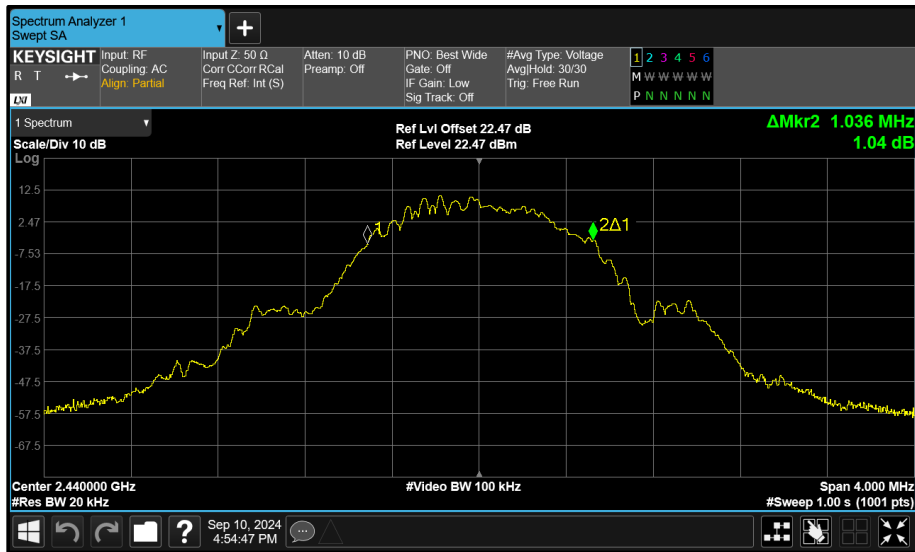 Spectrum Analyzer 1
Swept SA
KEYSIGHT
R T
LXI
Input: RF
Coupling: AC
Align: Partial
Input Z: 50 Ω
Corr CCorr RCal
Freq Ref: Int (S)
Atten: 10 dB
Preamp: Off
PNO: Best Wide
Gate: Off
IF Gain: Low
Sig Track: Off
#Avg Type: Voltage
Avg|Hold: 30/30
Trig: Free Run
1 2 3 4 5 6
M W W W W W
P N N N N N
1 Spectrum
Scale/Div 10 dB
Ref Lvl Offset 22.47 dB
Ref Level 22.47 dBm
ΔMkr2 1.036 MHz
1.04 dB
Log
12.5
2.47
-7.53
-17.5
-27.5
-37.5
-47.5
-57.5
-67.5
1
2Δ1
Center 2.440000 GHz
#Res BW 20 kHz
#Video BW 100 kHz
Span 4.000 MHz
#Sweep 1.00 s (1001 pts)
?
Sep 10, 2024
4:54:47 PM